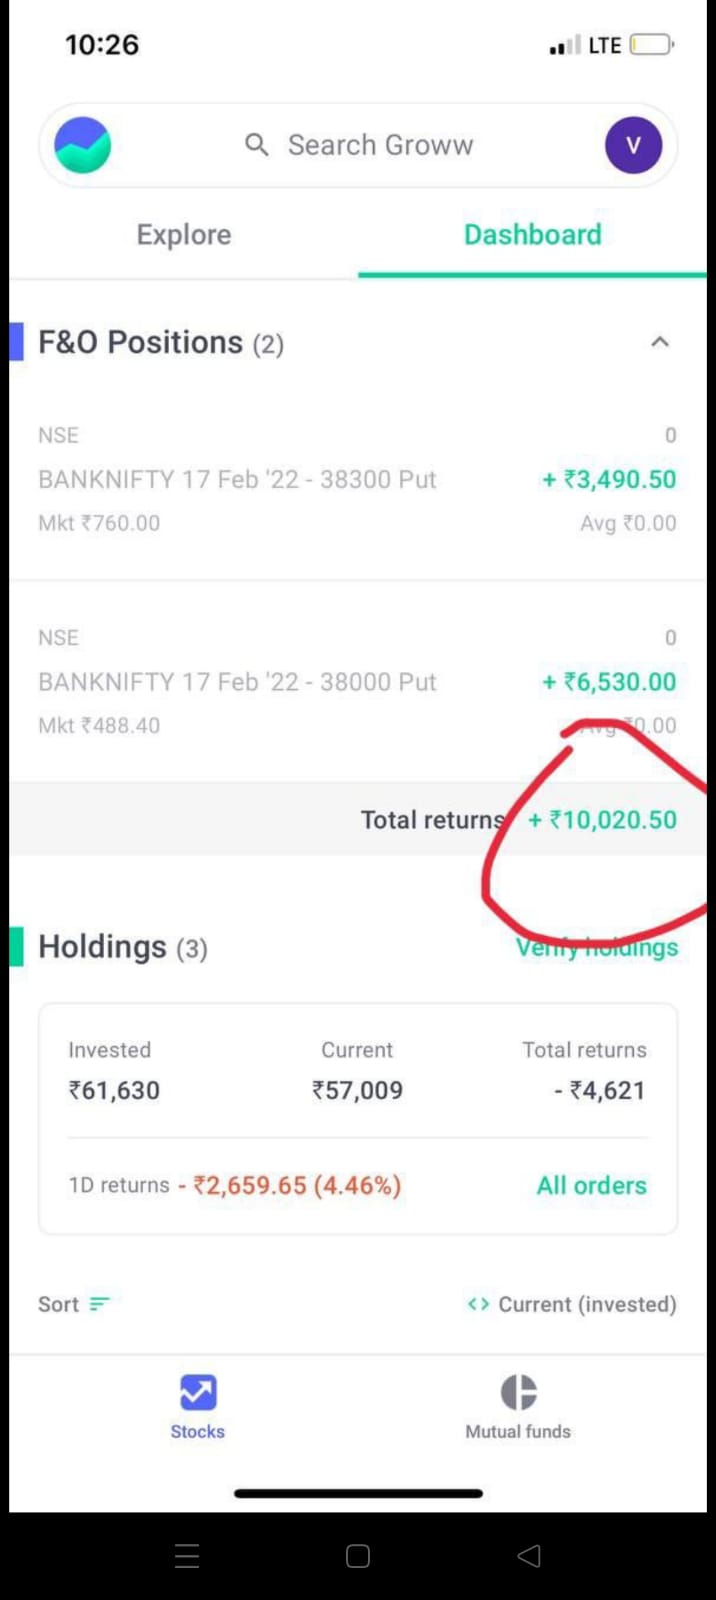 10:26 LTE
Search Groww V
Explore Dashboard
F&O Positions (2)
NSE 0
BANKNIFTY 17 Feb '22 - 38300 Put + ₹3,490.50
Mkt ₹760.00 Avg ₹0.00
NSE 0
BANKNIFTY 17 Feb '22 - 38000 Put + ₹6,530.00
Mkt ₹488.40 Avg ₹0.00
Total returns + ₹10,020.50
Holdings (3) Verify holdings
Invested Current Total returns
₹61,630 ₹57,009 - ₹4,621
1D returns - ₹2,659.65 (4.46%) All orders
Sort <> Current (invested)
Stocks Mutual funds